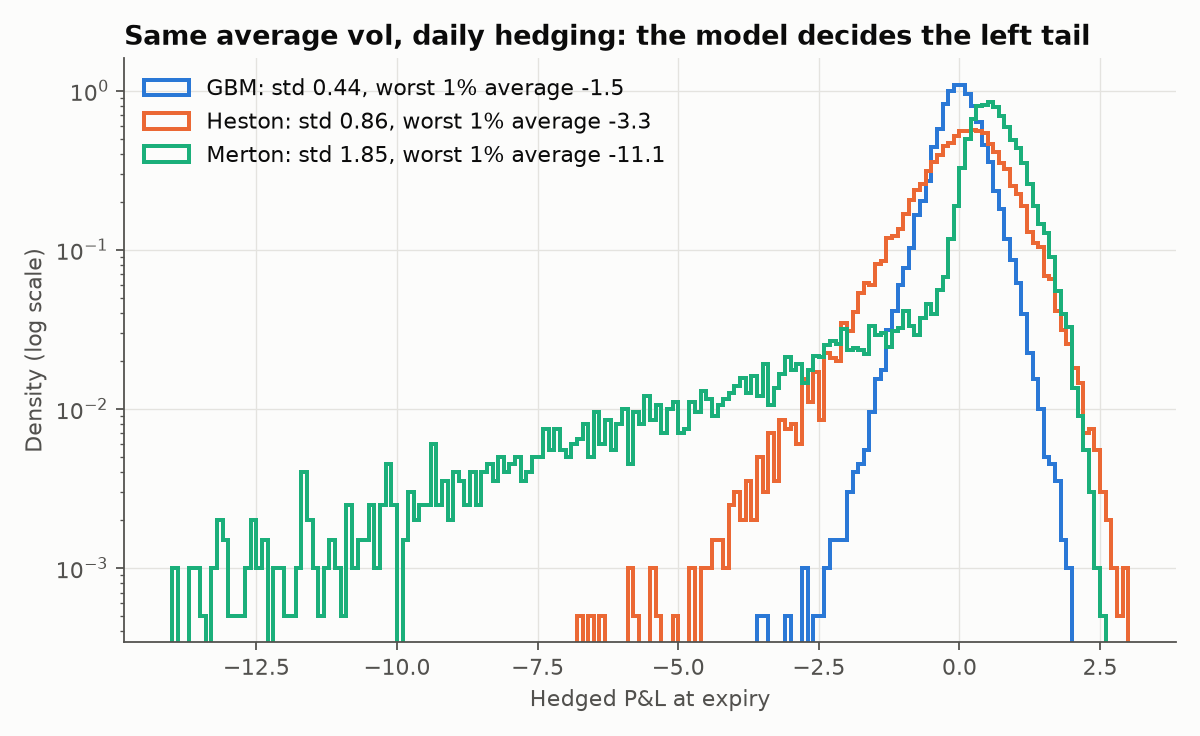 Same average vol, daily hedging: the model decides the left tail
GBM: std 0.44, worst 1% average -1.5
Heston: std 0.86, worst 1% average -3.3
Merton: std 1.85, worst 1% average -11.1
Density (log scale)
10⁰
10⁻¹
10⁻²
10⁻³
−12.5 −10.0 −7.5 −5.0 −2.5 0.0 2.5
Hedged P&L at expiry